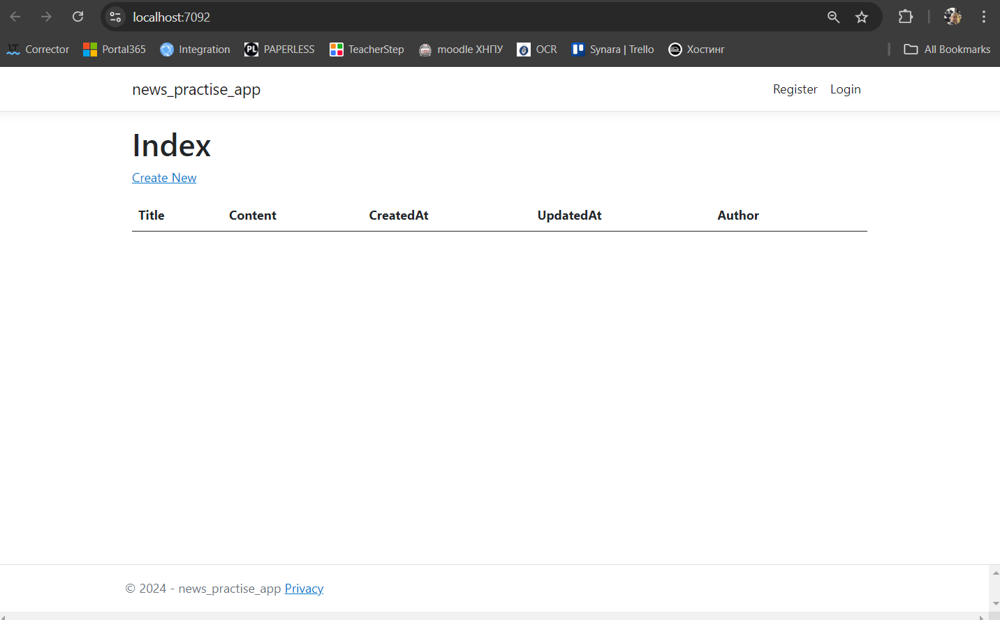 localhost:7092
Corrector Portal365 Integration PL PAPERLESS TeacherStep moodle ХНПУ OCR Synara | Trello Хостинг All Bookmarks
news_practise_app Register Login
Index
Create New
Title Content CreatedAt UpdatedAt Author
© 2024 - news_practise_app Privacy